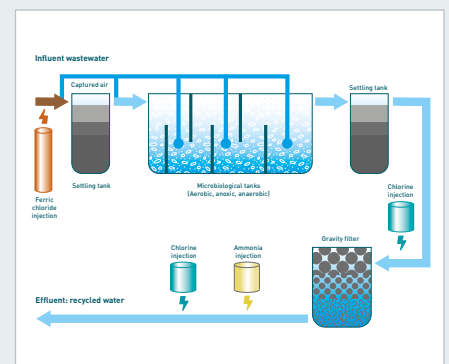 Influent wastewater
Captured air
Settling tank
Settling tank
Microbiological tanks
(Aerobic, anoxic, anaerobic)
Ferric
chloride
injection
Chlorine
injection
Gravity filter
Chlorine
injection
Ammonia
injection
Effluent: recycled water